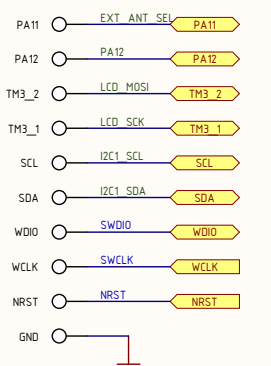 PA11 EXT_ANT_SEL PA11
PA12 PA12 PA12
TM3_2 LCD_MOSI TM3_2
TM3_1 LCD_SCK TM3_1
SCL I2C1_SCL SCL
SDA I2C1_SDA SDA
WDIO SWDIO WDIO
WCLK SWCLK WCLK
NRST NRST NRST
GND